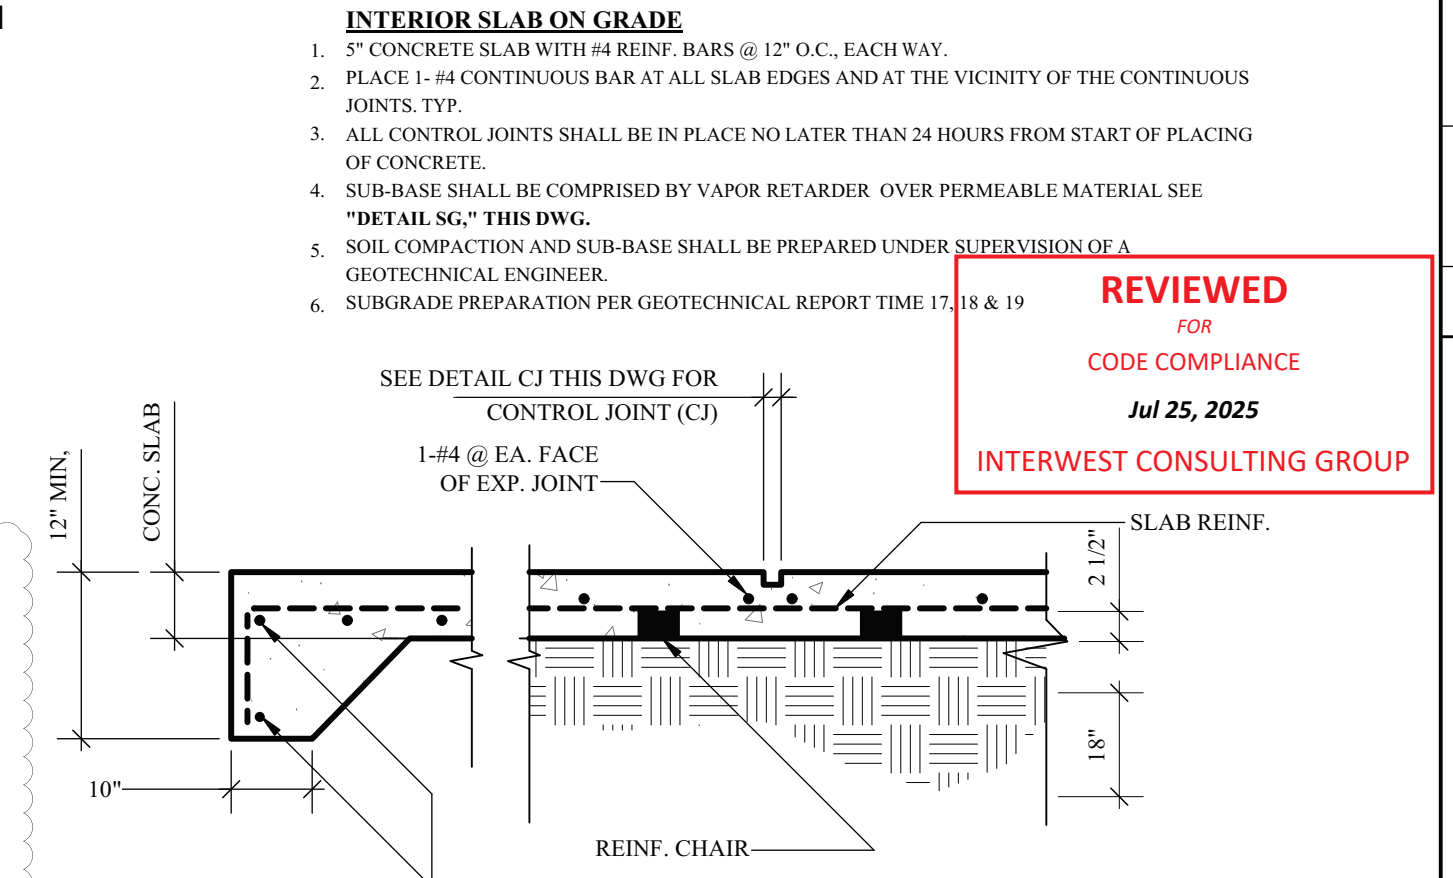 INTERIOR SLAB ON GRADE
1. 5" CONCRETE SLAB WITH #4 REINF. BARS @ 12" O.C., EACH WAY.
2. PLACE 1- #4 CONTINUOUS BAR AT ALL SLAB EDGES AND AT THE VICINITY OF THE CONTINUOUS
JOINTS. TYP.
3. ALL CONTROL JOINTS SHALL BE IN PLACE NO LATER THAN 24 HOURS FROM START OF PLACING
OF CONCRETE.
4. SUB-BASE SHALL BE COMPRISED BY VAPOR RETARDER OVER PERMEABLE MATERIAL SEE
"DETAIL SG," THIS DWG.
5. SOIL COMPACTION AND SUB-BASE SHALL BE PREPARED UNDER SUPERVISION OF A
GEOTECHNICAL ENGINEER.
6. SUBGRADE PREPARATION PER GEOTECHNICAL REPORT TIME 17, 18 & 19
REVIEWED
FOR
CODE COMPLIANCE
Jul 25, 2025
INTERWEST CONSULTING GROUP
SEE DETAIL CJ THIS DWG FOR
CONTROL JOINT (CJ)
1-#4 @ EA. FACE
OF EXP. JOINT
12" MIN,
CONC. SLAB
SLAB REINF.
2 1/2"
18"
10"
REINF. CHAIR